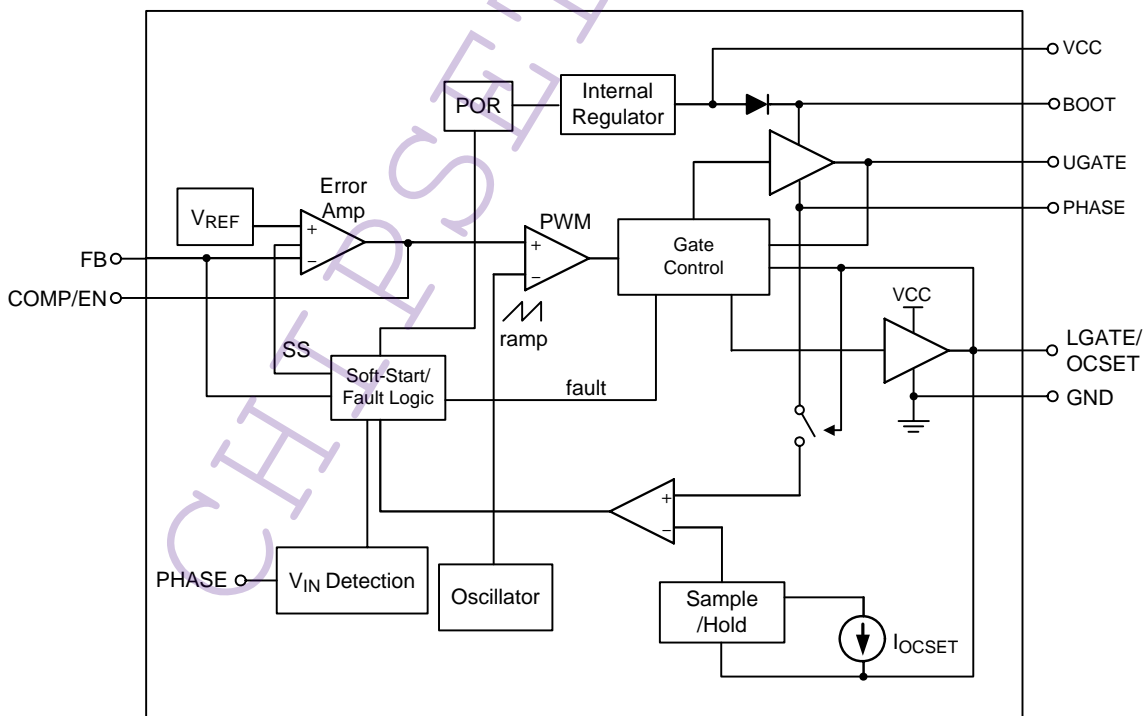 VCC
POR
Internal
Regulator
BOOT
UGATE
PHASE
Error
Amp
VREF
+
−
PWM
+
−
Gate
Control
FB
COMP/EN
ramp
VCC
LGATE/
OCSET
SS
Soft-Start/
Fault Logic
fault
GND
+
−
PHASE
VIN Detection
Oscillator
Sample
/Hold
IOCSET
CHIPSET